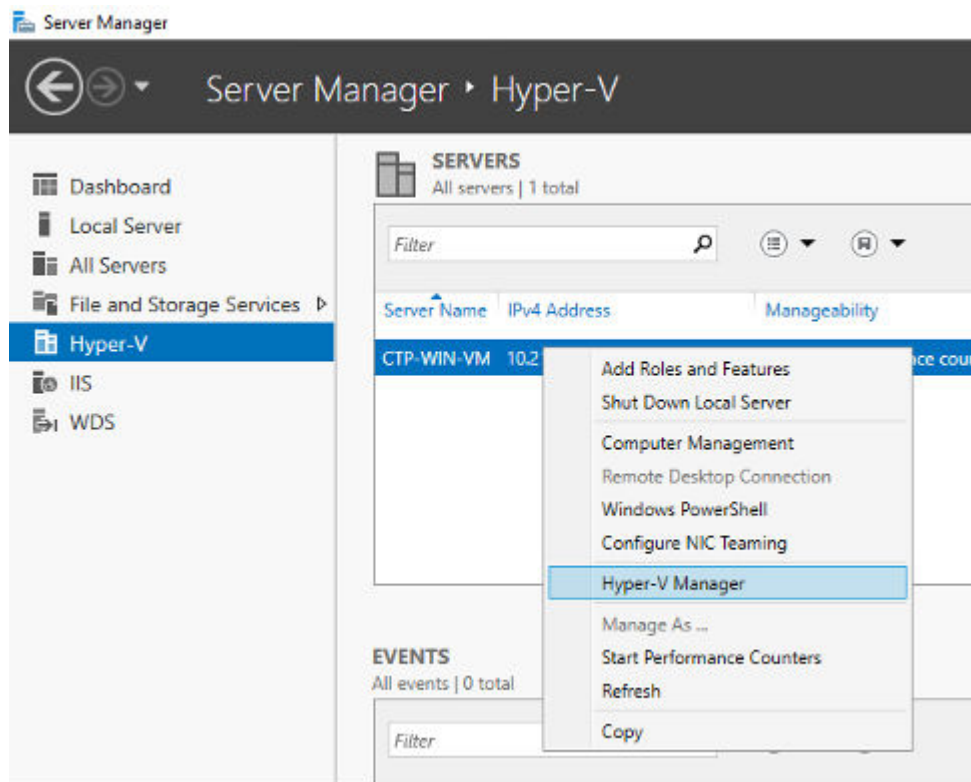 Server Manager
Server Manager ‣ Hyper-V
Dashboard
Local Server
All Servers
File and Storage Services
Hyper-V
IIS
WDS
SERVERS
All servers | 1 total
Filter
Server Name IPv4 Address Manageability
CTP-WIN-VM 10.2
Add Roles and Features
Shut Down Local Server
Computer Management
Remote Desktop Connection
Windows PowerShell
Configure NIC Teaming
Hyper-V Manager
Manage As ...
Start Performance Counters
Refresh
Copy
EVENTS
All events | 0 total
Filter